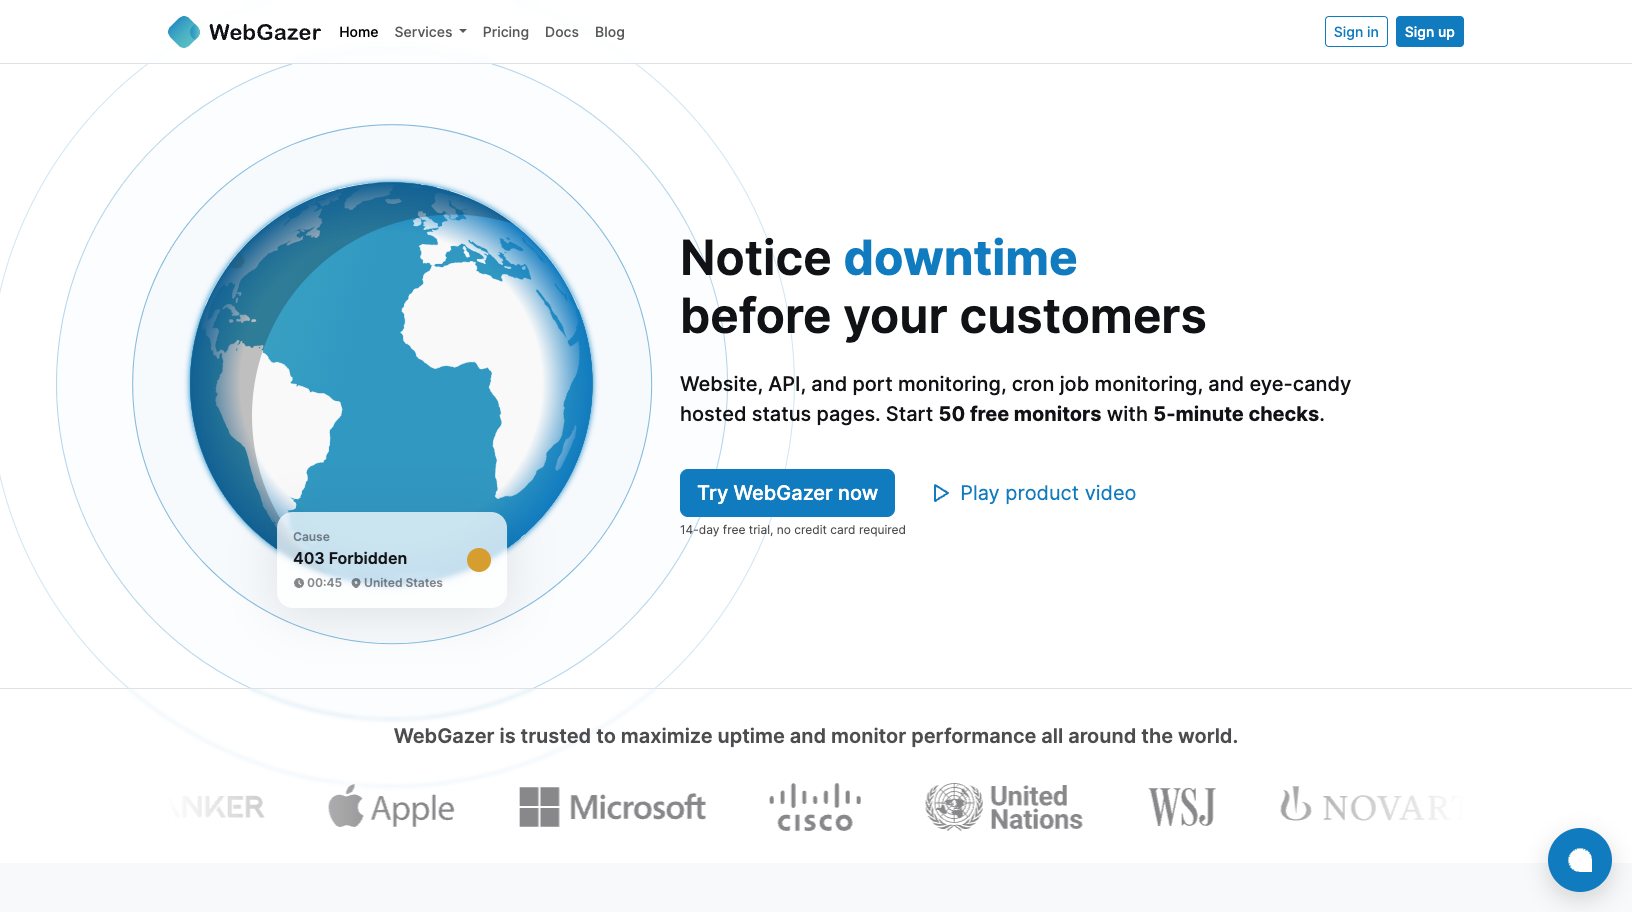 WebGazer
Home
Services
Pricing
Docs
Blog
Sign in
Sign up
Notice downtime
before your customers
Website, API, and port monitoring, cron job monitoring, and eye-candy
hosted status pages. Start 50 free monitors with 5-minute checks.
Try WebGazer now
Play product video
14-day free trial, no credit card required
Cause
403 Forbidden
00:45 United States
WebGazer is trusted to maximize uptime and monitor performance all around the world.
Apple
Microsoft
CISCO
United
Nations
WSJ